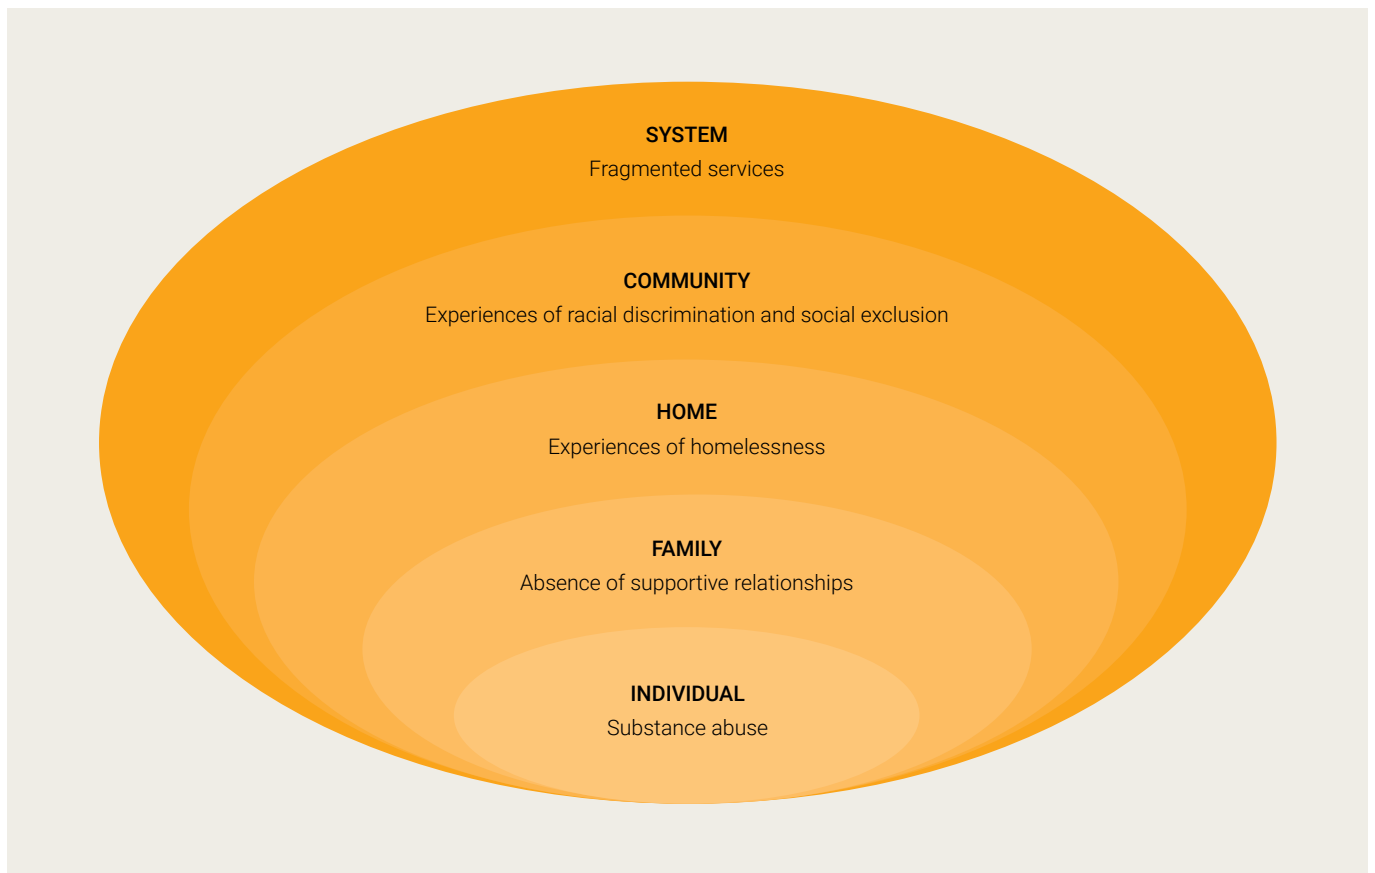 SYSTEM
Fragmented services
COMMUNITY
Experiences of racial discrimination and social exclusion
HOME
Experiences of homelessness
FAMILY
Absence of supportive relationships
INDIVIDUAL
Substance abuse